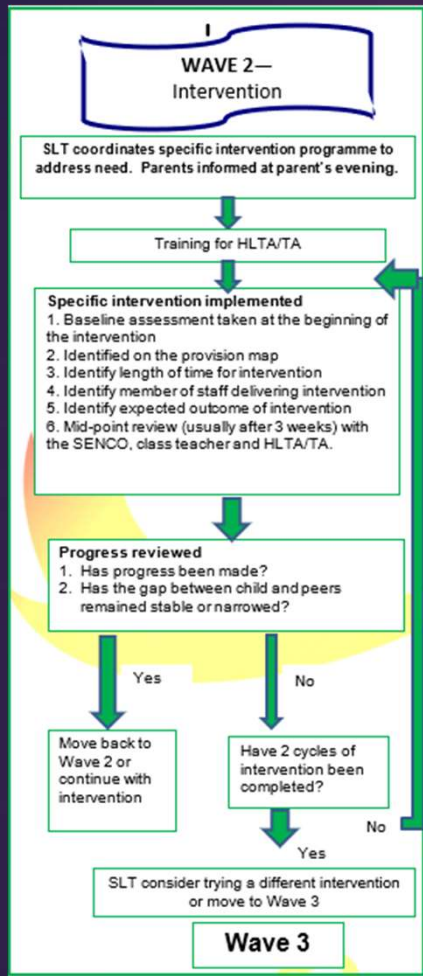 WAVE 2—
Intervention
SLT coordinates specific intervention programme to
address need. Parents informed at parent's evening.
Training for HLTA/TA
Specific intervention implemented
1. Baseline assessment taken at the beginning of
the intervention
2. Identified on the provision map
3. Identify length of time for intervention
4. Identify member of staff delivering intervention
5. Identify expected outcome of intervention
6. Mid-point review (usually after 3 weeks) with
the SENCO, class teacher and HLTA/TA.
Progress reviewed
1. Has progress been made?
2. Has the gap between child and peers
remained stable or narrowed?
Yes
No
Move back to
Wave 2 or
continue with
intervention
Have 2 cycles of
intervention been
completed?
No
Yes
SLT consider trying a different intervention
or move to Wave 3
Wave 3